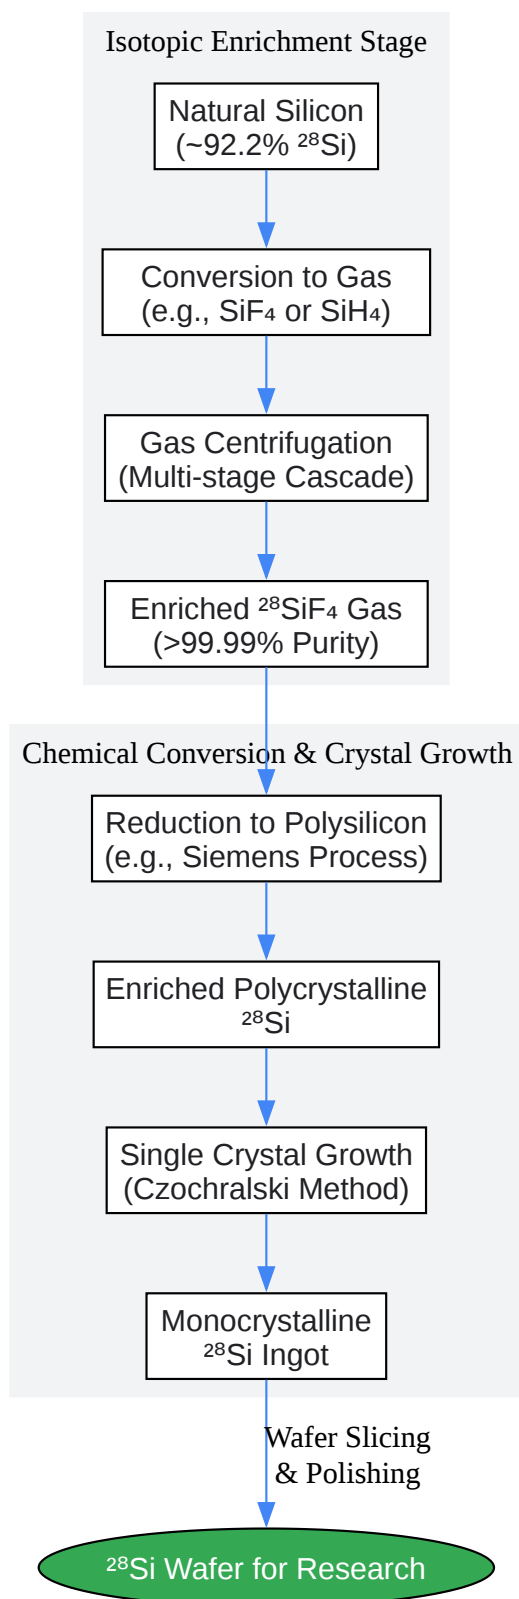 Isotopic Enrichment Stage
Natural Silicon
(~92.2% ²⁸Si)
Conversion to Gas
(e.g., SiF₄ or SiH₄)
Gas Centrifugation
(Multi-stage Cascade)
Enriched ²⁸SiF₄ Gas
(>99.99% Purity)
Chemical Conversion & Crystal Growth
Reduction to Polysilicon
(e.g., Siemens Process)
Enriched Polycrystalline
²⁸Si
Single Crystal Growth
(Czochralski Method)
Monocrystalline
²⁸Si Ingot
Wafer Slicing
& Polishing
²⁸Si Wafer for Research